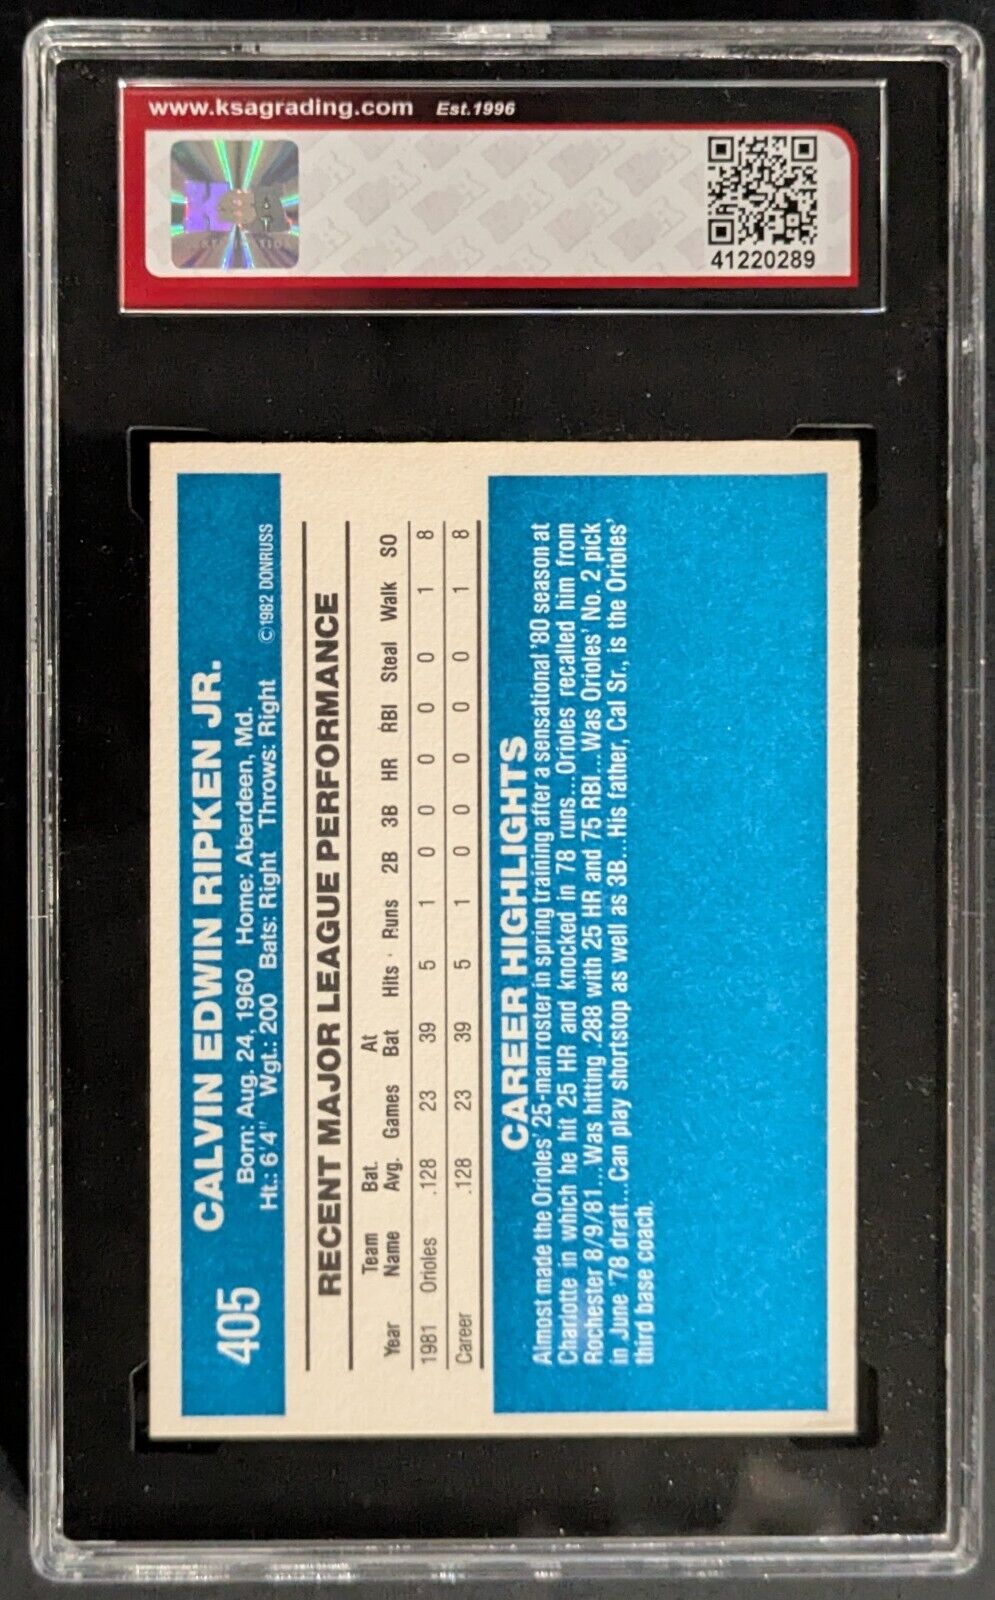 www.ksagrading.com Est.1996
KSA
41220289
405 CALVIN EDWIN RIPKEN JR.
Born: Aug. 24, 1960 Home: Aberdeen, Md.
Ht.: 6'4" Wgt.: 200 Bats: Right Throws: Right ©1982 DONRUSS
RECENT MAJOR LEAGUE PERFORMANCE
Year Team Name Bat. Avg. Games At Bat Hits Runs 2B 3B HR RBI Steal Walk SO
1981 Orioles .128 23 39 5 1 0 0 0 0 0 1 8
Career .128 23 39 5 1 0 0 0 0 0 1 8
CAREER HIGHLIGHTS
Almost made the Orioles' 25-man roster in spring training after a sensational '80 season at
Charlotte in which he hit 25 HR and knocked in 78 runs...Orioles recalled him from
Rochester 8/9/81...Was hitting .288 with 25 HR and 75 RBI...Was Orioles' No. 2 pick
in June '78 draft...Can play shortstop as well as 3B...His father, Cal Sr., is the Orioles'
third base coach.